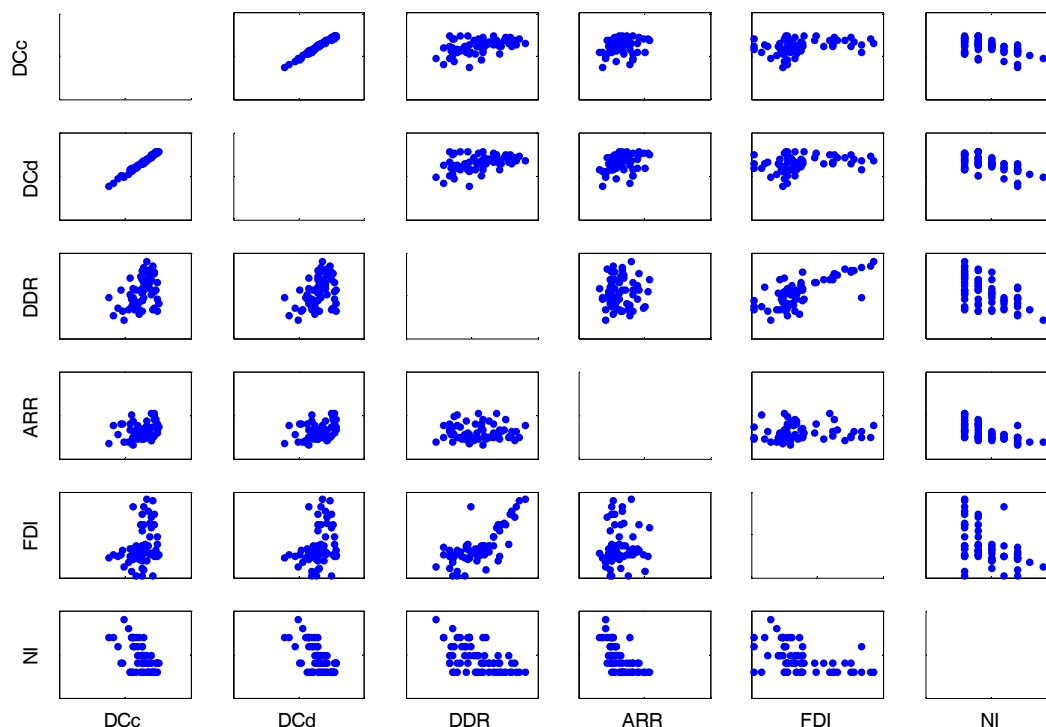 DCc
DCd
DDR
ARR
FDI
NI
DCc DCd DDR ARR FDI NI